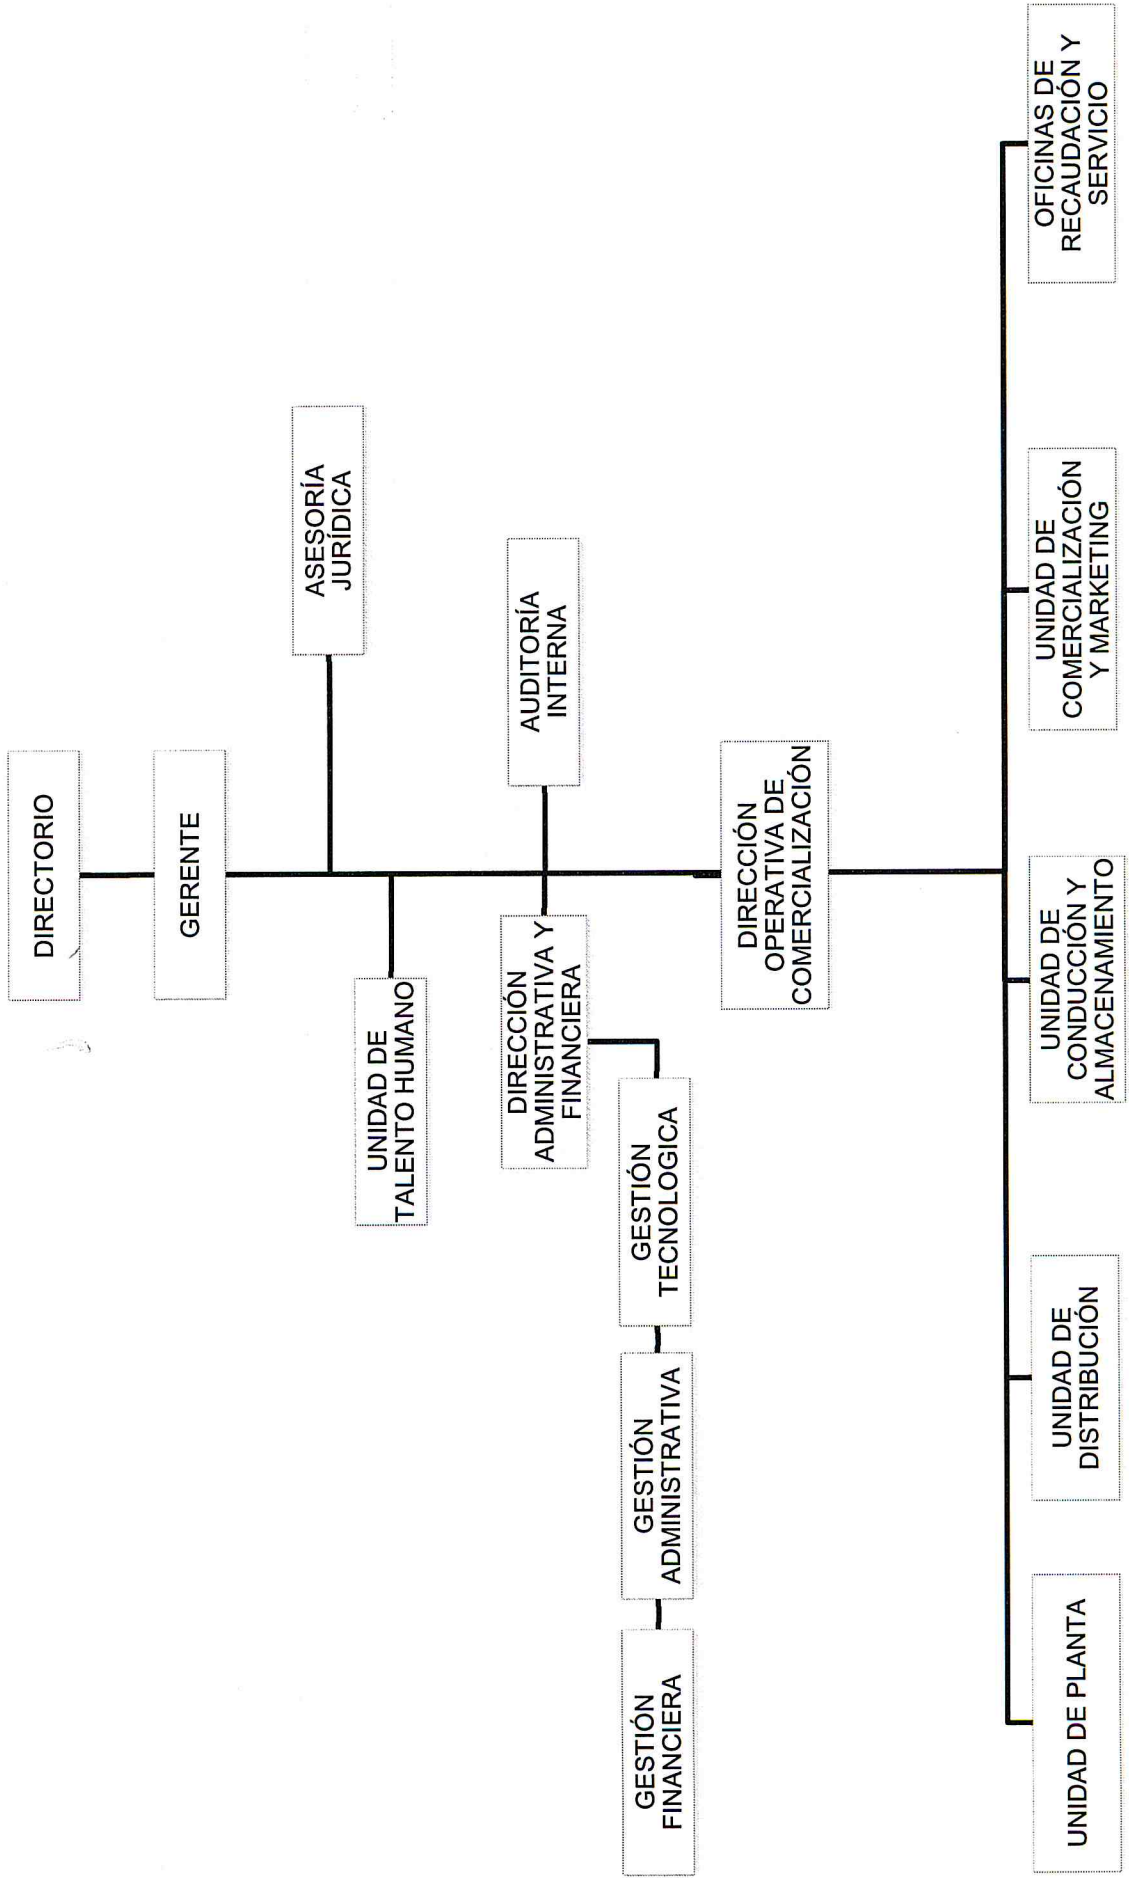 DIRECTORIO
GERENTE
ASESORÍA
JURÍDICA
UNIDAD DE
TALENTO HUMANO
AUDITORÍA
INTERNA
DIRECCIÓN
ADMINISTRATIVA Y
FINANCIERA
GESTIÓN
FINANCIERA
GESTIÓN
ADMINISTRATIVA
GESTIÓN
TECNOLOGICA
DIRECCIÓN
OPERATIVA DE
COMERCIALIZACIÓN
UNIDAD DE PLANTA
UNIDAD DE
DISTRIBUCIÓN
UNIDAD DE
CONDUCCIÓN Y
ALMACENAMIENTO
UNIDAD DE
COMERCIALIZACIÓN
Y MARKETING
OFICINAS DE
RECAUDACIÓN Y
SERVICIO